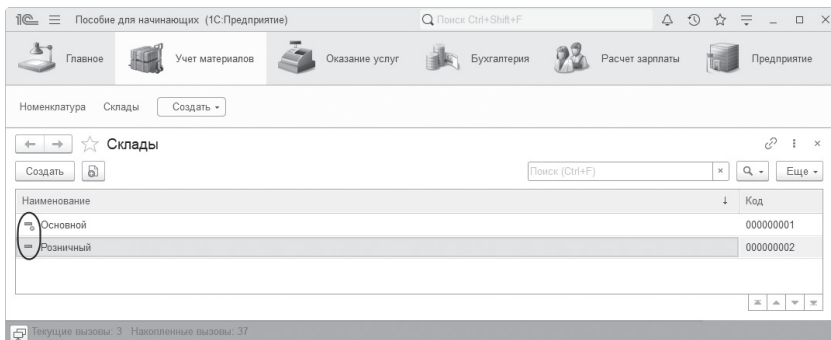 1С Пособие для начинающих (1С:Предприятие) Поиск Ctrl+Shift+F
Главное Учет материалов Оказание услуг Бухгалтерия Расчет зарплаты Предприятие
Номенклатура Склады Создать
Склады
Создать Поиск (Ctrl+F) × Еще
Наименование ↓ Код
Основной 000000001
Розничный 000000002
Текущие вызовы: 3 Накопленные вызовы: 37